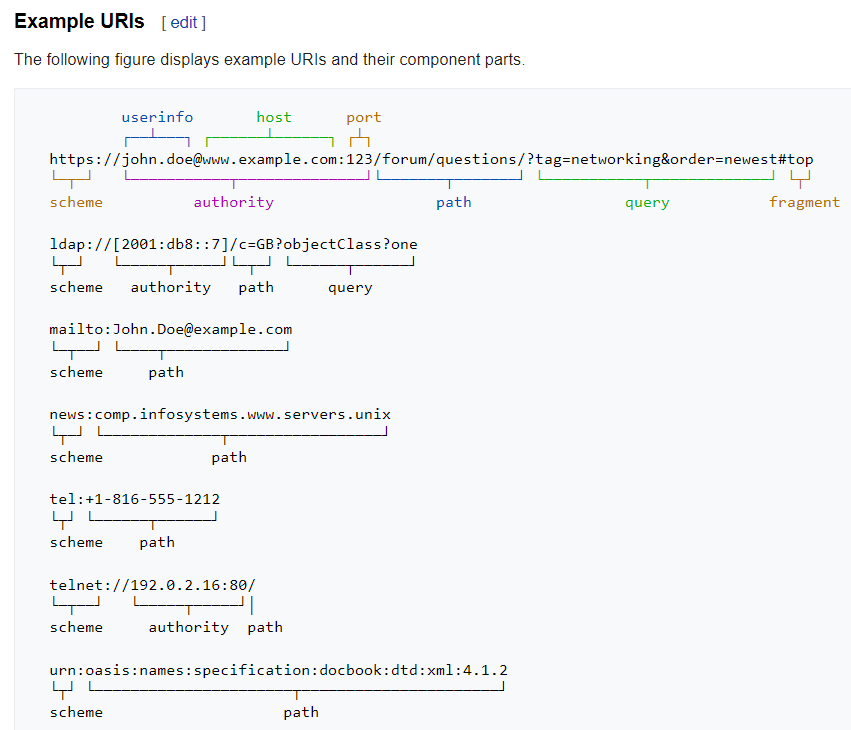 Example URIs [ edit ]
The following figure displays example URIs and their component parts.
userinfo host port
https://john.doe@www.example.com:123/forum/questions/?tag=networking&order=newest#top
scheme authority path query fragment
ldap://[2001:db8::7]/c=GB?objectClass?one
scheme authority path query
mailto:John.Doe@example.com
scheme path
news:comp.infosystems.www.servers.unix
scheme path
tel:+1-816-555-1212
scheme path
telnet://192.0.2.16:80/
scheme authority path
urn:oasis:names:specification:docbook:dtd:xml:4.1.2
scheme path